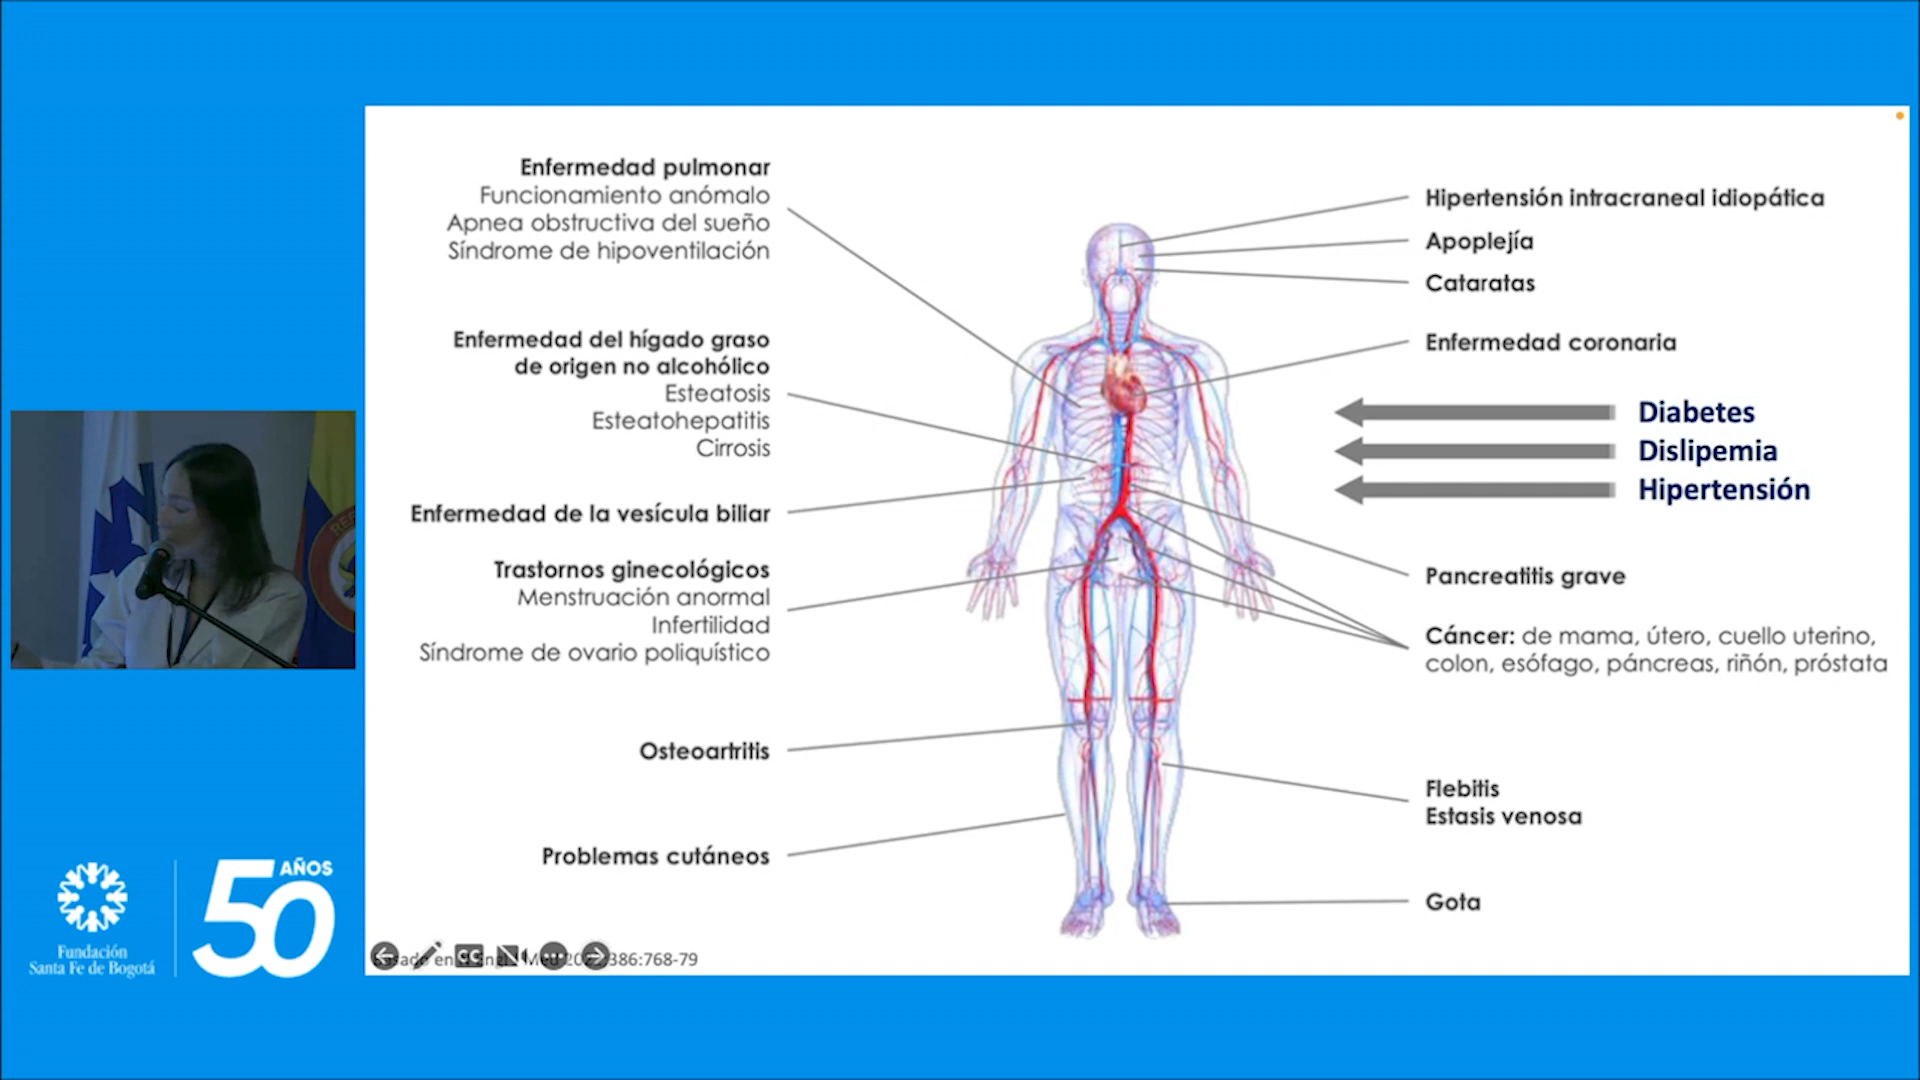 Enfermedad pulmonar
Funcionamiento anómalo
Apnea obstructiva del sueño
Síndrome de hipoventilación
Enfermedad del hígado graso
de origen no alcohólico
Esteatosis
Esteatohepatitis
Cirrosis
Enfermedad de la vesícula biliar
Trastornos ginecológicos
Menstruación anormal
Infertilidad
Síndrome de ovario poliquístico
Osteoartritis
Problemas cutáneos
Hipertensión intracraneal idiopática
Apoplejía
Cataratas
Enfermedad coronaria
Diabetes
Dislipemia
Hipertensión
Pancreatitis grave
Cáncer: de mama, útero, cuello uterino,
colon, esófago, páncreas, riñón, próstata
Flebitis
Estasis venosa
Gota
en 386:768-79
CC
Fundación
Santa Fe de Bogotá
50 AÑOS